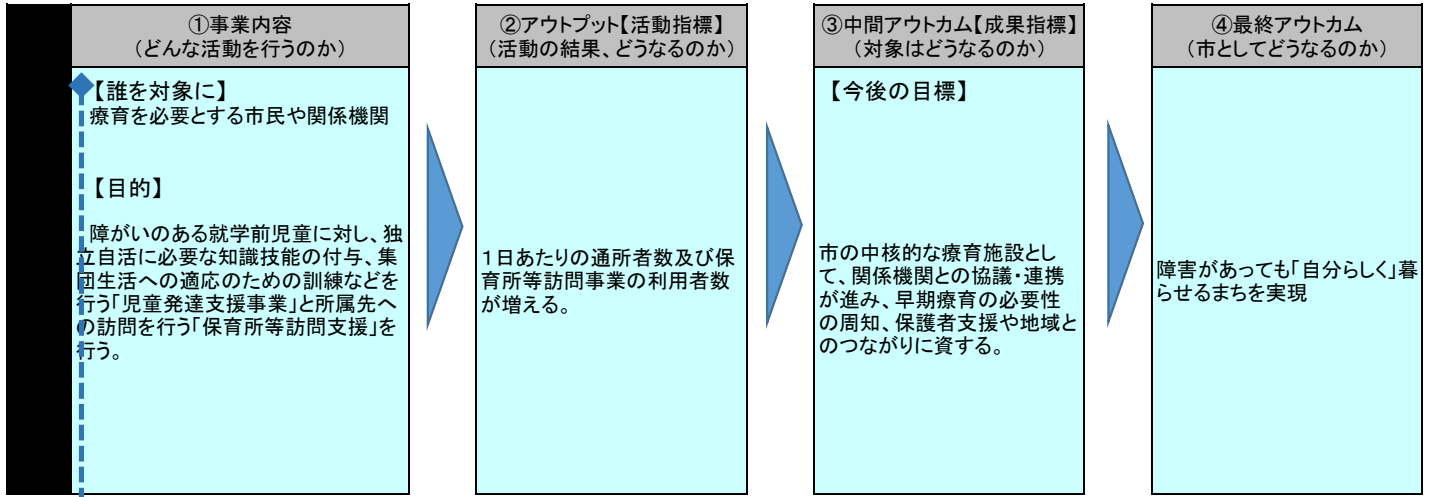 ①事業内容
（どんな活動を行うのか）
【誰を対象に】
療育を必要とする市民や関係機関
【目的】
障がいのある就学前児童に対し、独
立自活に必要な知識技能の付与、集
団生活への適応のための訓練などを
行う「児童発達支援事業」と所属先へ
の訪問を行う「保育所等訪問支援」を
行う。
②アウトプット【活動指標】
（活動の結果、どうなるのか）
１日あたりの通所者数及び保
育所等訪問事業の利用者数
が増える。
③中間アウトカム【成果指標】
（対象はどうなるのか）
【今後の目標】
市の中核的な療育施設とし
て、関係機関との協議・連携
が進み、早期療育の必要性
の周知、保護者支援や地域と
のつながりに資する。
④最終アウトカム
（市としてどうなるのか）
障害があっても「自分らしく」暮
らせるまちを実現